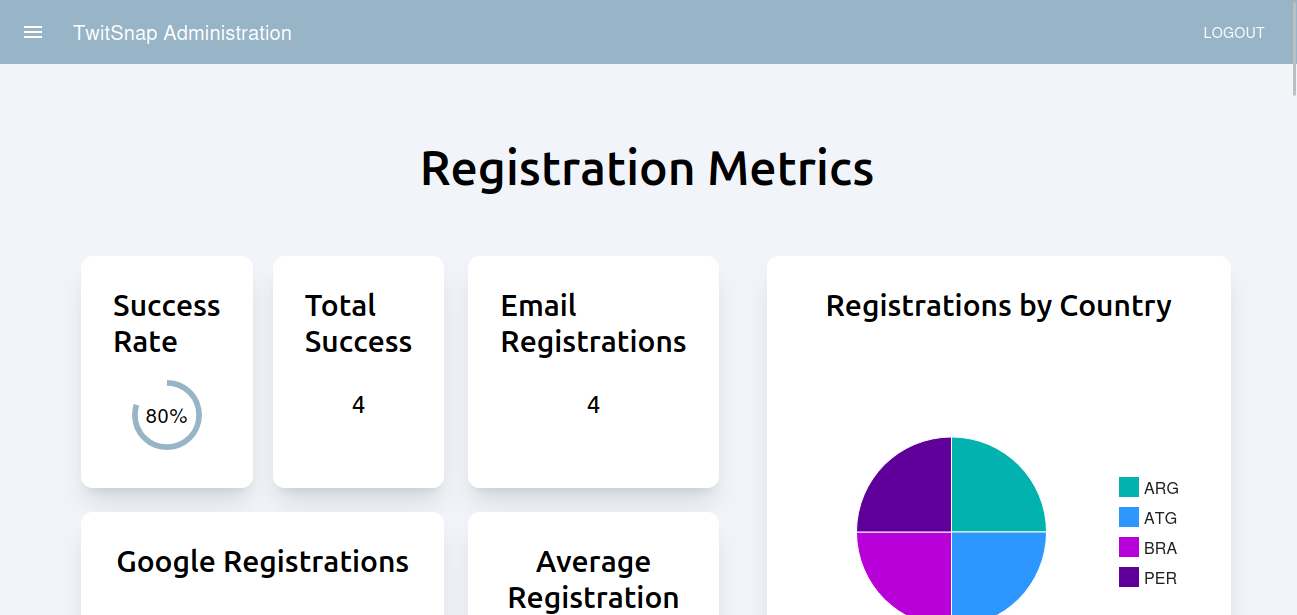 TwitSnap Administration
LOGOUT
Registration Metrics
Success
Rate
80%
Total
Success
4
Email
Registrations
4
Registrations by Country
ARG
ATG
BRA
PER
Google Registrations
Average
Registration